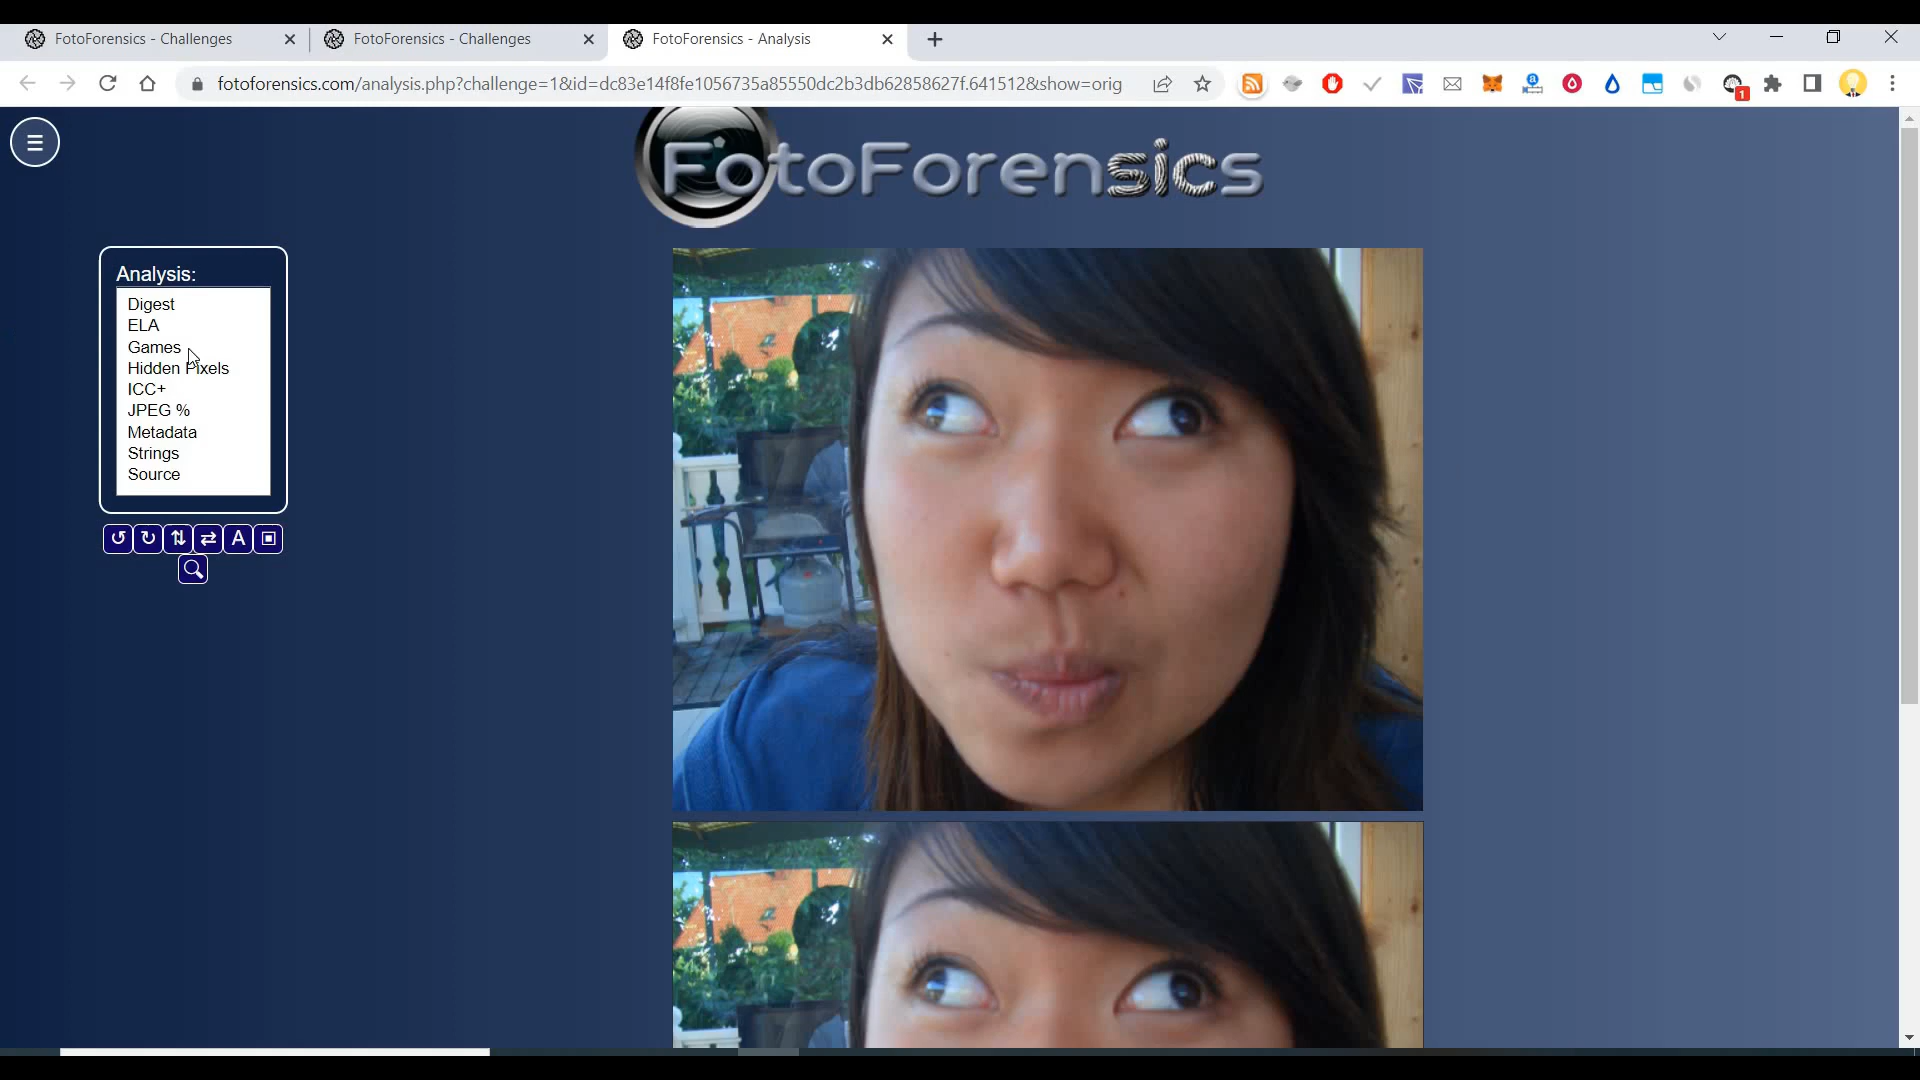 FotoForensics - Challenges
FotoForensics - Challenges
FotoForensics - Analysis
fotoforensics.com/analysis.php?challenge=1&id=dc83e14f8fe1056735a85550dc2b3db62858627f.641512&show=orig
1
FotoForensics
Analysis:
Digest
ELA
Games
Hidden Pixels
ICC+
JPEG %
Metadata
Strings
Source
A